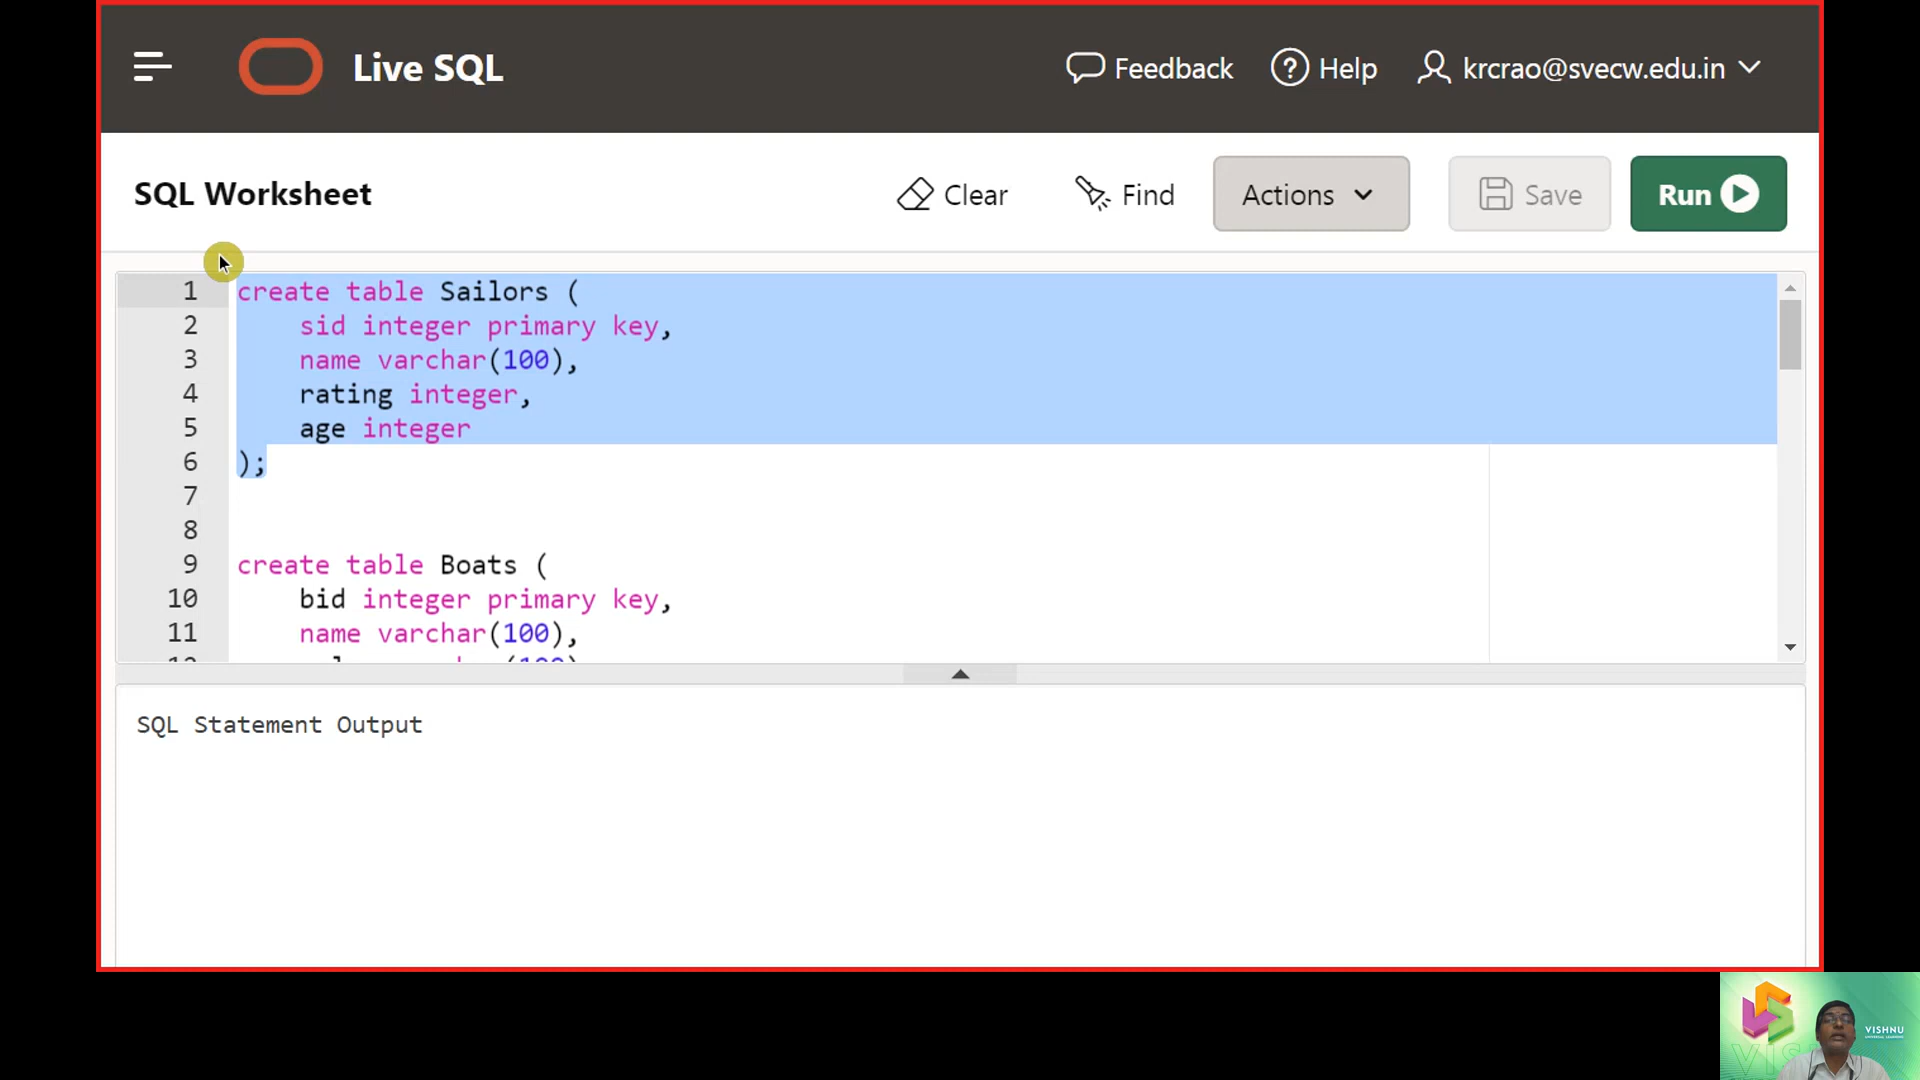 Live SQL
Feedback
Help
krcrao@svecw.edu.in
SQL Worksheet
Clear
Find
Actions
Save
Run
1 create table Sailors (
2 sid integer primary key,
3 name varchar(100),
4 rating integer,
5 age integer
6 );
7
8
9 create table Boats (
10 bid integer primary key,
11 name varchar(100),
SQL Statement Output
VISHNU